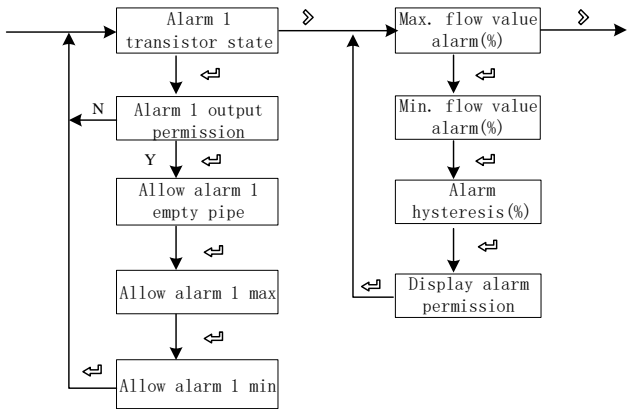 Alarm 1
transistor state
N
Alarm 1 output
permission
Y
Allow alarm 1
empty pipe
Allow alarm 1 max
Allow alarm 1 min
Max. flow value
alarm(%)
Min. flow value
alarm(%)
Alarm
hysteresis(%)
Display alarm
permission